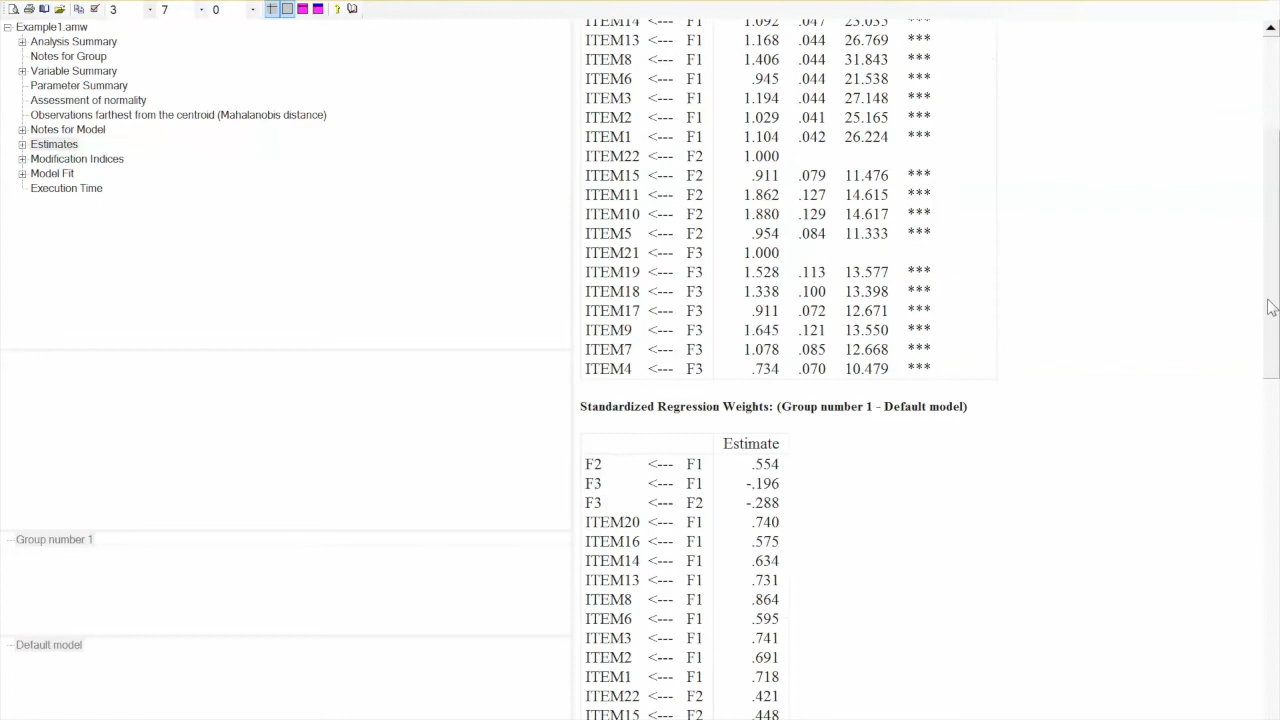 3 7 0 ?
Example1.amw
Analysis Summary
Notes for Group
Variable Summary
Parameter Summary
Assessment of normality
Observations farthest from the centroid (Mahalanobis distance)
Notes for Model
Estimates
Modification Indices
Model Fit
Execution Time
Group number 1
Default model
ITEM14 <--- F1 1.092 .047 23.035 ***
ITEM13 <--- F1 1.168 .044 26.769 ***
ITEM8 <--- F1 1.406 .044 31.843 ***
ITEM6 <--- F1 .945 .044 21.538 ***
ITEM3 <--- F1 1.194 .044 27.148 ***
ITEM2 <--- F1 1.029 .041 25.165 ***
ITEM1 <--- F1 1.104 .042 26.224 ***
ITEM22 <--- F2 1.000
ITEM15 <--- F2 .911 .079 11.476 ***
ITEM11 <--- F2 1.862 .127 14.615 ***
ITEM10 <--- F2 1.880 .129 14.617 ***
ITEM5 <--- F2 .954 .084 11.333 ***
ITEM21 <--- F3 1.000
ITEM19 <--- F3 1.528 .113 13.577 ***
ITEM18 <--- F3 1.338 .100 13.398 ***
ITEM17 <--- F3 .911 .072 12.671 ***
ITEM9 <--- F3 1.645 .121 13.550 ***
ITEM7 <--- F3 1.078 .085 12.668 ***
ITEM4 <--- F3 .734 .070 10.479 ***
Standardized Regression Weights: (Group number 1 - Default model)
Estimate
F2 <--- F1 .554
F3 <--- F1 -.196
F3 <--- F2 -.288
ITEM20 <--- F1 .740
ITEM16 <--- F1 .575
ITEM14 <--- F1 .634
ITEM13 <--- F1 .731
ITEM8 <--- F1 .864
ITEM6 <--- F1 .595
ITEM3 <--- F1 .741
ITEM2 <--- F1 .691
ITEM1 <--- F1 .718
ITEM22 <--- F2 .421
ITEM15 <--- F2 .448